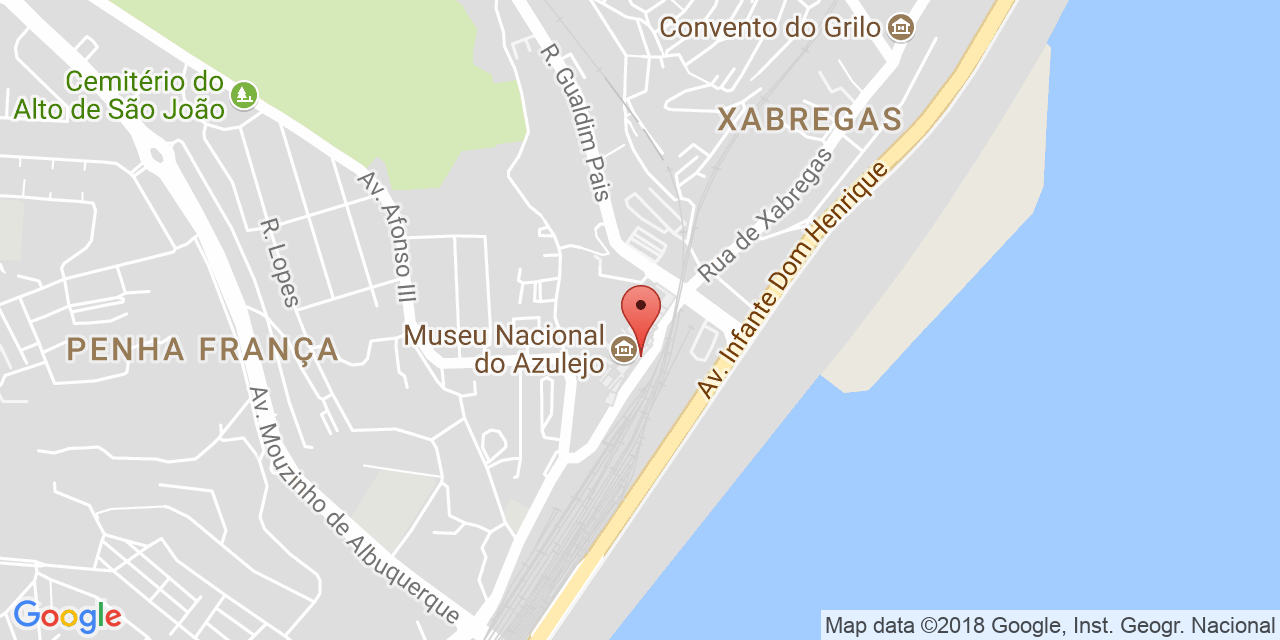 Convento do Grilo
Cemitério do
Alto de São João
R. Gualdim Pais
XABREGAS
Av. Afonso III
R. Lopes
Rua de Xabregas
Av. Infante Dom Henrique
PENHA FRANÇA
Museu Nacional
do Azulejo
Av. Mouzinho de Albuquerque
Google
Map data ©2018 Google, Inst. Geogr. Nacional